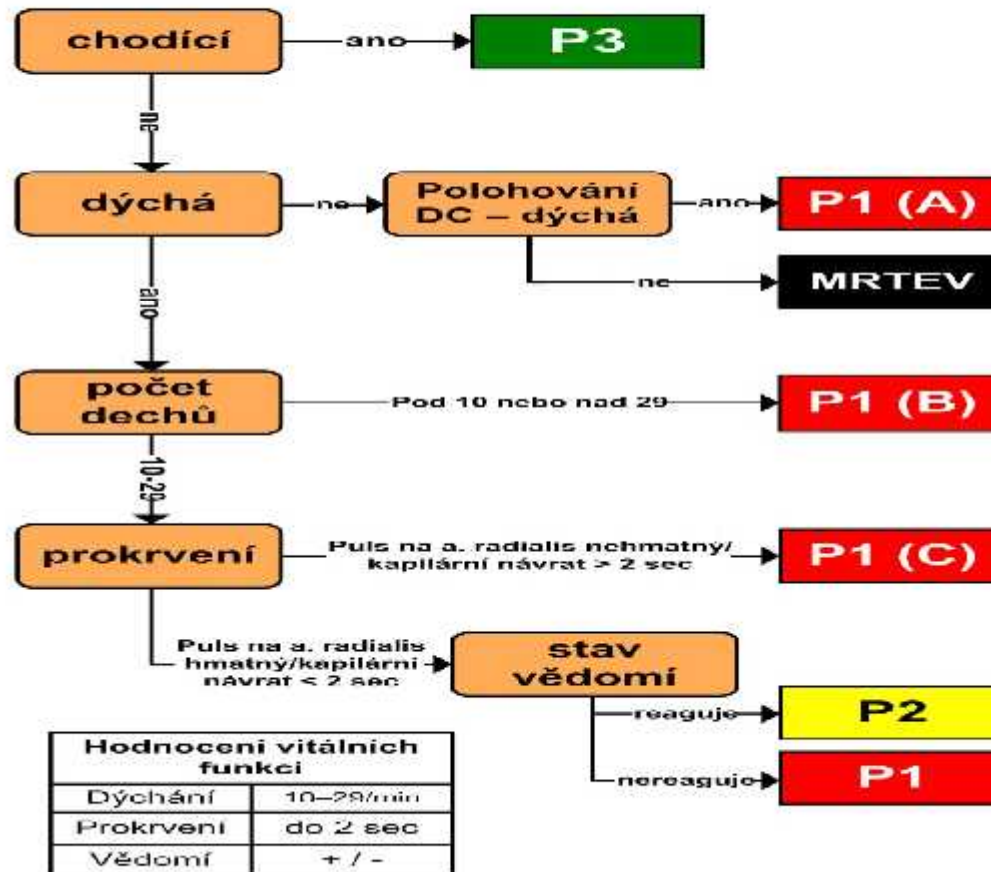 chodící
ano
P3
ne
dýchá
ne
Polohování
DC – dýchá
ano
P1 (A)
ne
MRTEV
ano
počet
dechů
Pod 10 nebo nad 29
P1 (B)
10-29
prokrvení
Puls na a. radialis nehmatný/
kapilární návrat > 2 sec
P1 (C)
Puls na a. radialis
hmatný/kapilární
návrat < 2 sec
stav
vědomí
reaguje
P2
nereaguje
P1
Hodnocení vitálních
funkcí
Dýchání 10–29/min
Prokrvení do 2 sec
Vědomí + / -